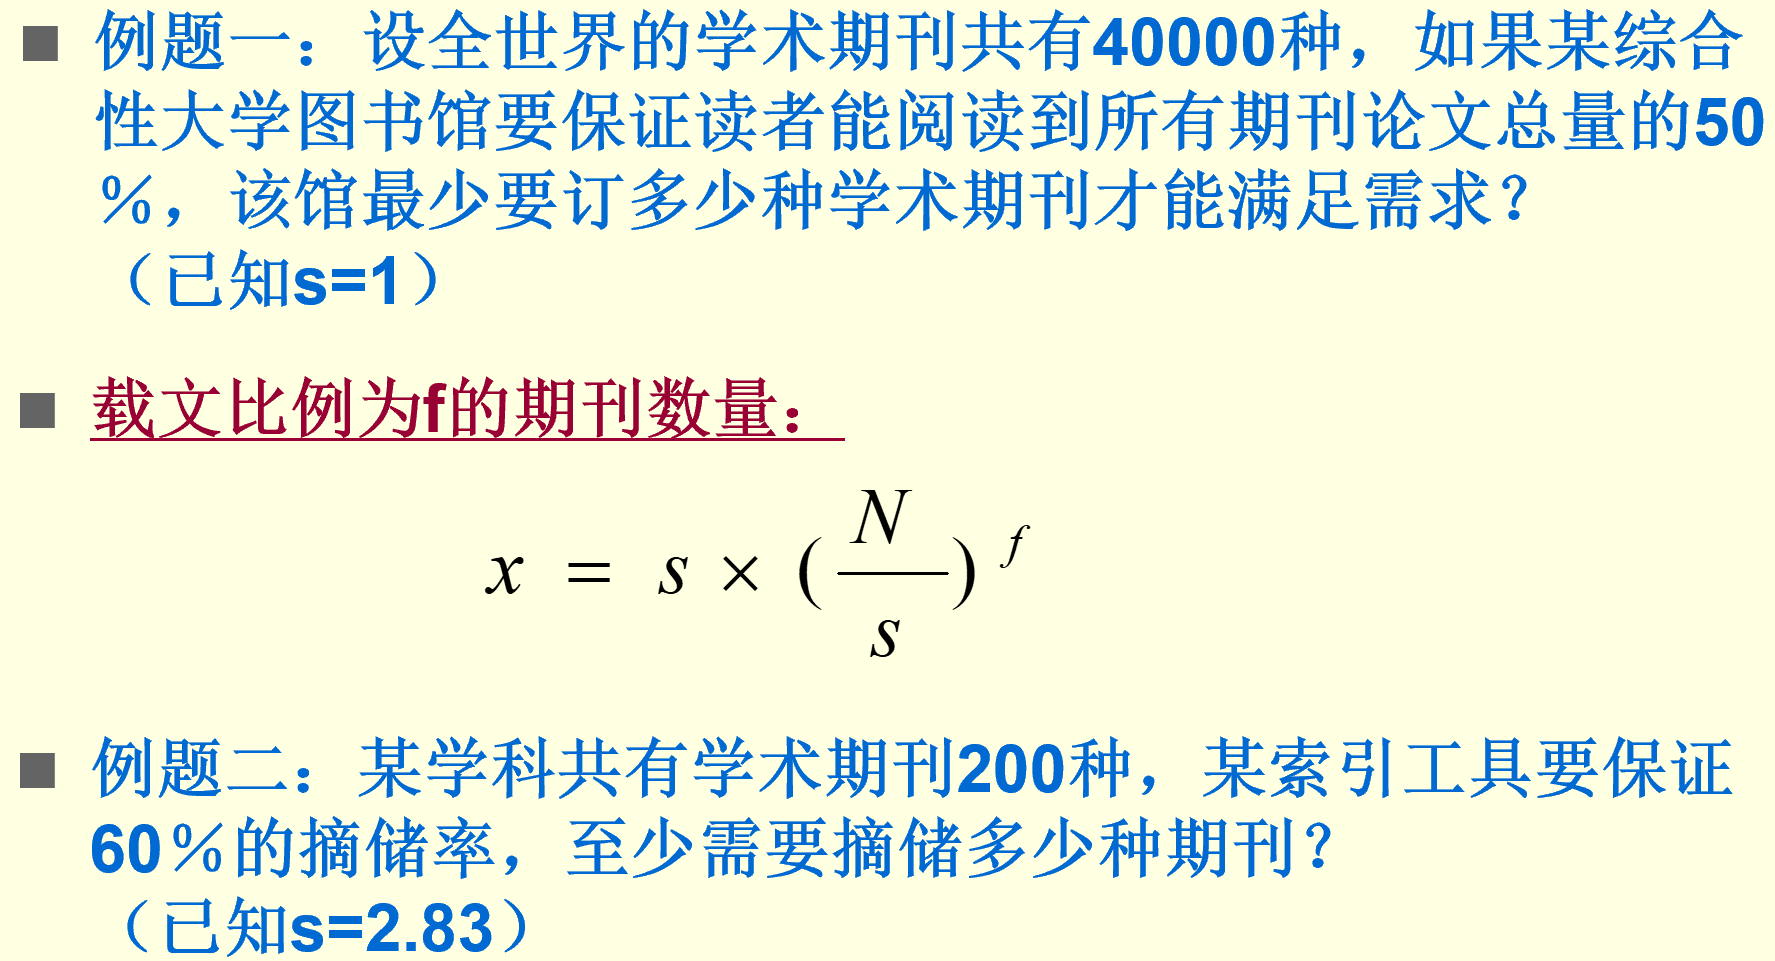 ■ 例题一：设全世界的学术期刊共有40000种，如果某综合
性大学图书馆要保证读者能阅读到所有期刊论文总量的50
％，该馆最少要订多少种学术期刊才能满足需求？
（已知s=1）
■ 载文比例为f的期刊数量：
x = s × (N/s)^f
■ 例题二：某学科共有学术期刊200种，某索引工具要保证
60％的摘储率，至少需要摘储多少种期刊？
（已知s=2.83）